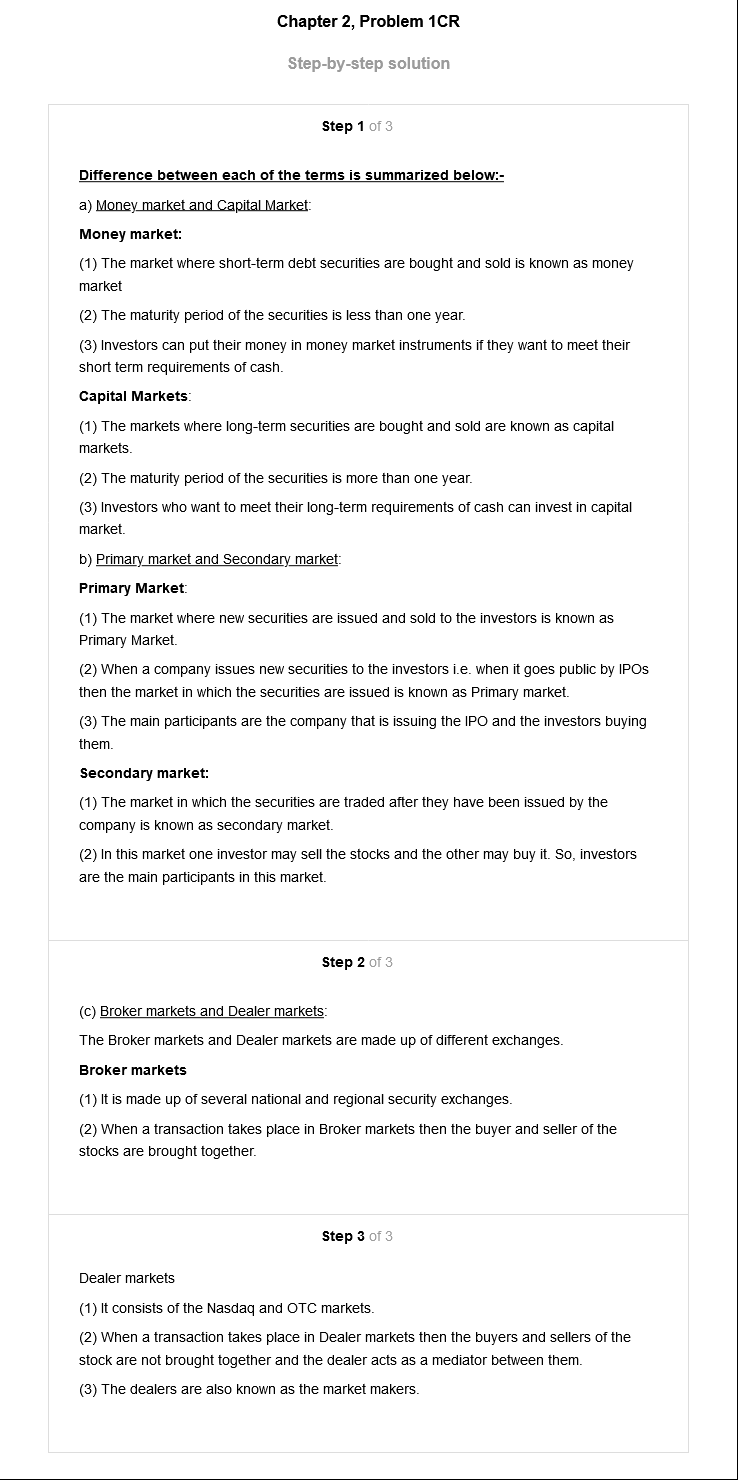 Chapter 2, Problem 1CR
Step-by-step solution
Step 1 of 3
Difference between each of the terms is summarized below:-
a) Money market and Capital Market:
Money market:
(1) The market where short-term debt securities are bought and sold is known as money
market
(2) The maturity period of the securities is less than one year.
(3) Investors can put their money in money market instruments if they want to meet their
short term requirements of cash.
Capital Markets:
(1) The markets where long-term securities are bought and sold are known as capital
markets.
(2) The maturity period of the securities is more than one year.
(3) Investors who want to meet their long-term requirements of cash can invest in capital
market.
b) Primary market and Secondary market:
Primary Market:
(1) The market where new securities are issued and sold to the investors is known as
Primary Market.
(2) When a company issues new securities to the investors i.e. when it goes public by IPOs
then the market in which the securities are issued is known as Primary market.
(3) The main participants are the company that is issuing the IPO and the investors buying
them.
Secondary market:
(1) The market in which the securities are traded after they have been issued by the
company is known as secondary market.
(2) In this market one investor may sell the stocks and the other may buy it. So, investors
are the main participants in this market.
Step 2 of 3
(c) Broker markets and Dealer markets:
The Broker markets and Dealer markets are made up of different exchanges.
Broker markets
(1) It is made up of several national and regional security exchanges.
(2) When a transaction takes place in Broker markets then the buyer and seller of the
stocks are brought together.
Step 3 of 3
Dealer markets
(1) It consists of the Nasdaq and OTC markets.
(2) When a transaction takes place in Dealer markets then the buyers and sellers of the
stock are not brought together and the dealer acts as a mediator between them.
(3) The dealers are also known as the market makers.